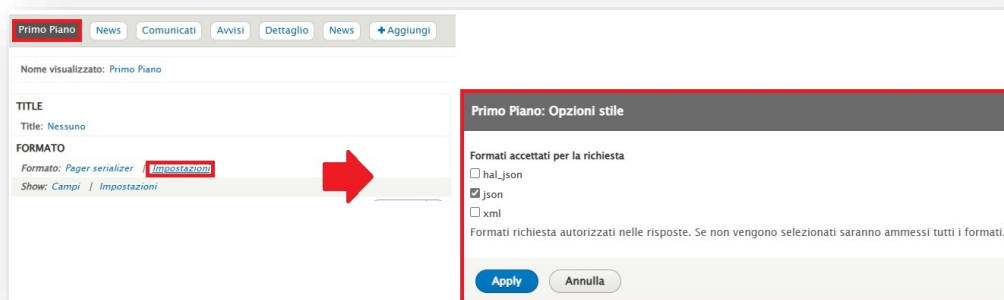 Primo Piano News Comunicati Avvisi Dettaglio News +Aggiungi
Nome visualizzato: Primo Piano
TITLE
Title: Nessuno
FORMATO
Formato: Pager serializer | Impostazioni
Show: Campi | Impostazioni
Primo Piano: Opzioni stile
Formati accettati per la richiesta
hal_json
json
xml
Formati richiesta autorizzati nelle risposte. Se non vengono selezionati saranno ammessi tutti i formati.
Apply Annulla